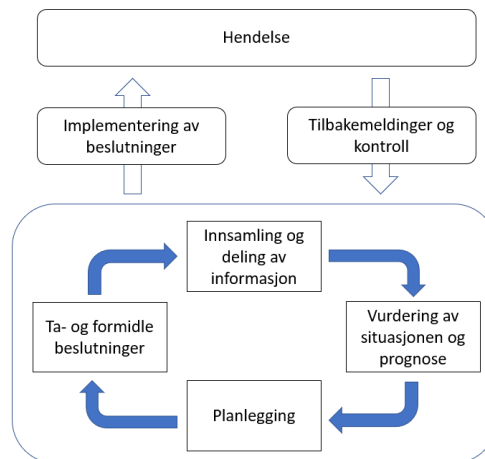 Hendelse
Implementering av
beslutninger
Tilbakemeldinger og
kontroll
Innsamling og
deling av
informasjon
Ta- og formidle
beslutninger
Vurdering av
situasjonen og
prognose
Planlegging